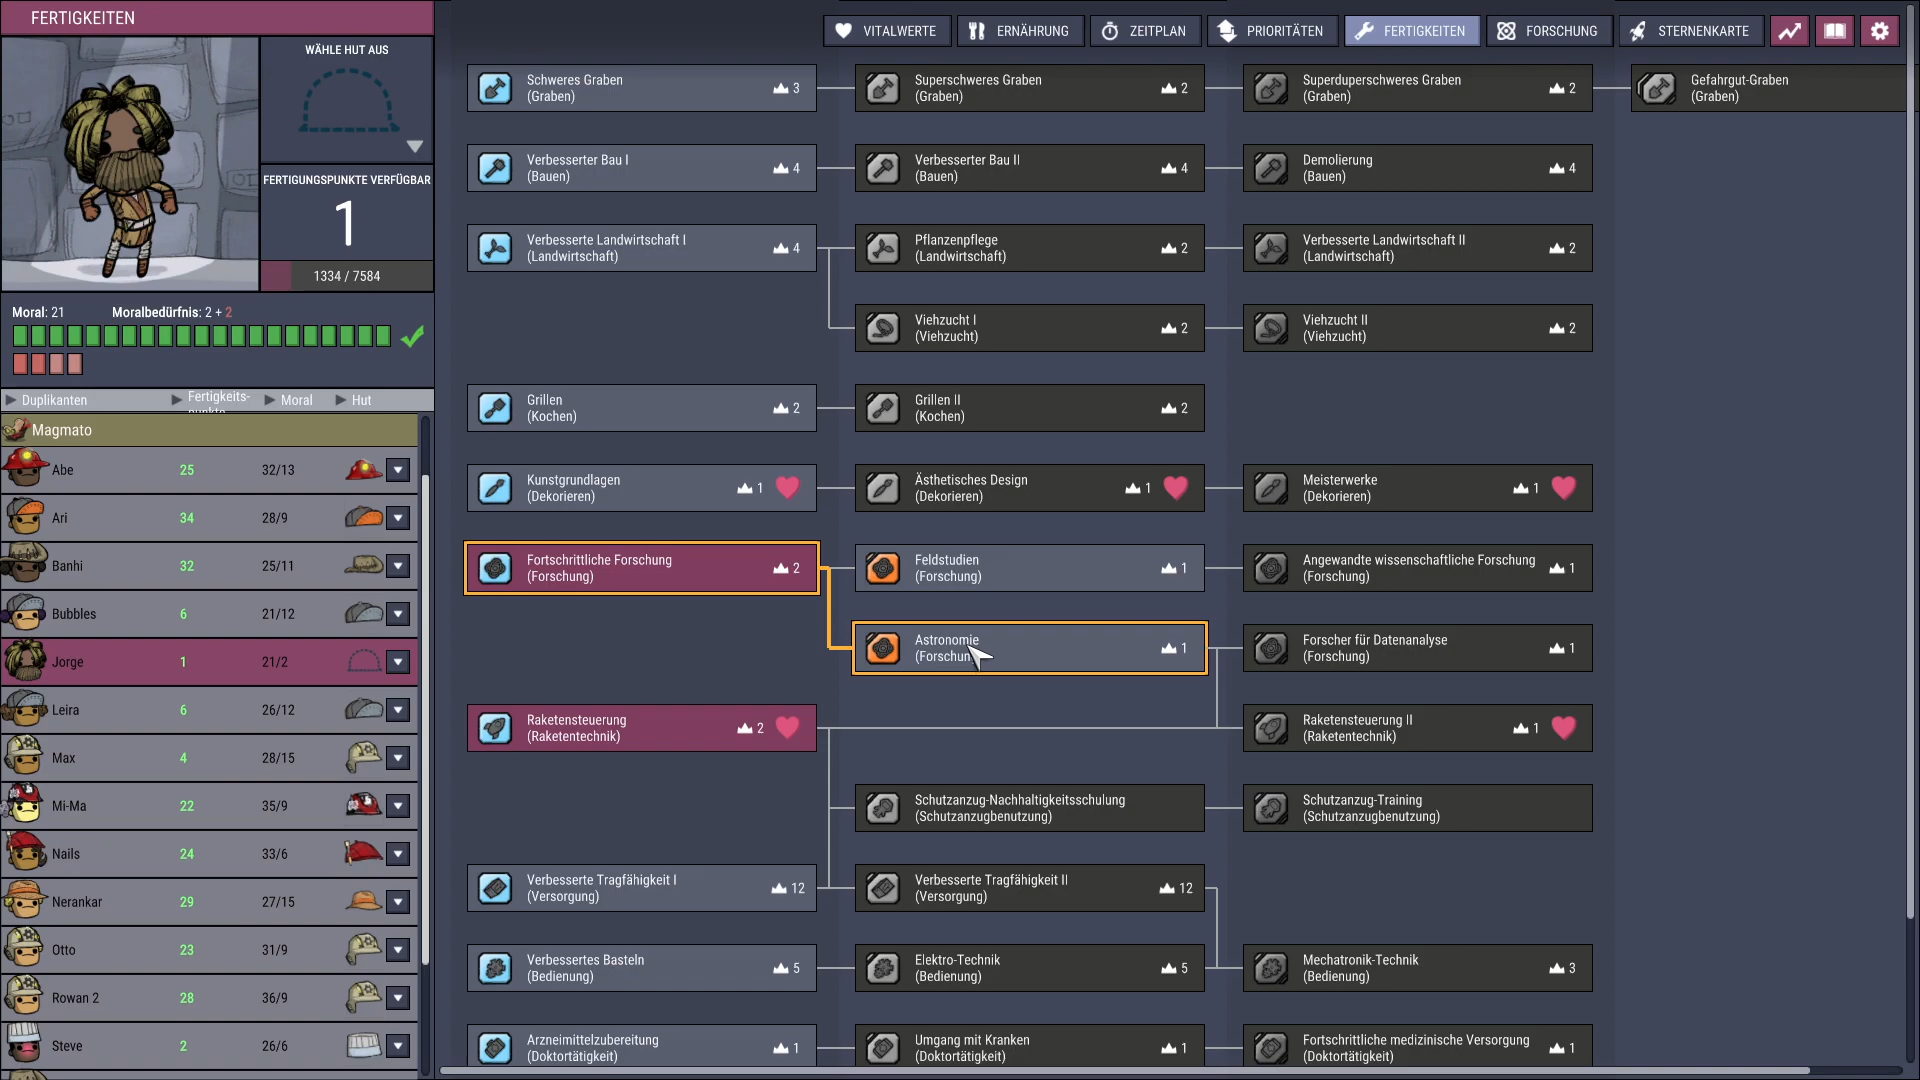 FERTIGKEITEN
VITALWERTE
ERNÄHRUNG
ZEITPLAN
PRIORITÄTEN
FERTIGKEITEN
FORSCHUNG
STERNENKARTE
WÄHLE HUT AUS
FERTIGUNGSPUNKTE VERFÜGBAR
1
1334 / 7584
Moral: 21
Moralbedürfnis: 2 + 2
Duplikanten
Fertigkeits-
Moral
Hut
Magmato
Abe 25 32/13
Ari 34 28/9
Banhi 32 25/11
Bubbles 6 21/12
Jorge 1 21/2
Leira 6 26/12
Max 4 28/15
Mi-Ma 22 35/9
Nails 24 33/6
Nerankar 29 27/15
Otto 23 31/9
Rowan 2 28 36/9
Steve 2 26/6
Schweres Graben
(Graben)
3
Superschweres Graben
(Graben)
2
Superduperschweres Graben
(Graben)
2
Gefahrgut-Graben
(Graben)
Verbesserter Bau I
(Bauen)
4
Verbesserter Bau II
(Bauen)
4
Demolierung
(Bauen)
4
Verbesserte Landwirtschaft I
(Landwirtschaft)
4
Pflanzenpflege
(Landwirtschaft)
2
Verbesserte Landwirtschaft II
(Landwirtschaft)
2
Viehzucht I
(Viehzucht)
2
Viehzucht II
(Viehzucht)
2
Grillen
(Kochen)
2
Grillen II
(Kochen)
2
Kunstgrundlagen
(Dekorieren)
1
Ästhetisches Design
(Dekorieren)
1
Meisterwerke
(Dekorieren)
1
Fortschrittliche Forschung
(Forschung)
2
Feldstudien
(Forschung)
1
Angewandte wissenschaftliche Forschung
(Forschung)
1
Astronomie
(Forschun
1
Forscher für Datenanalyse
(Forschung)
1
Raketensteuerung
(Raketentechnik)
2
Raketensteuerung II
(Raketentechnik)
1
Schutzanzug-Nachhaltigkeitsschulung
(Schutzanzugbenutzung)
Schutzanzug-Training
(Schutzanzugbenutzung)
Verbesserte Tragfähigkeit I
(Versorgung)
12
Verbesserte Tragfähigkeit II
(Versorgung)
12
Verbessertes Basteln
(Bedienung)
5
Elektro-Technik
(Bedienung)
5
Mechatronik-Technik
(Bedienung)
3
Arzneimittelzubereitung
(Doktortätigkeit)
1
Umgang mit Kranken
(Doktortätigkeit)
1
Fortschrittliche medizinische Versorgung
(Doktortätigkeit)
1